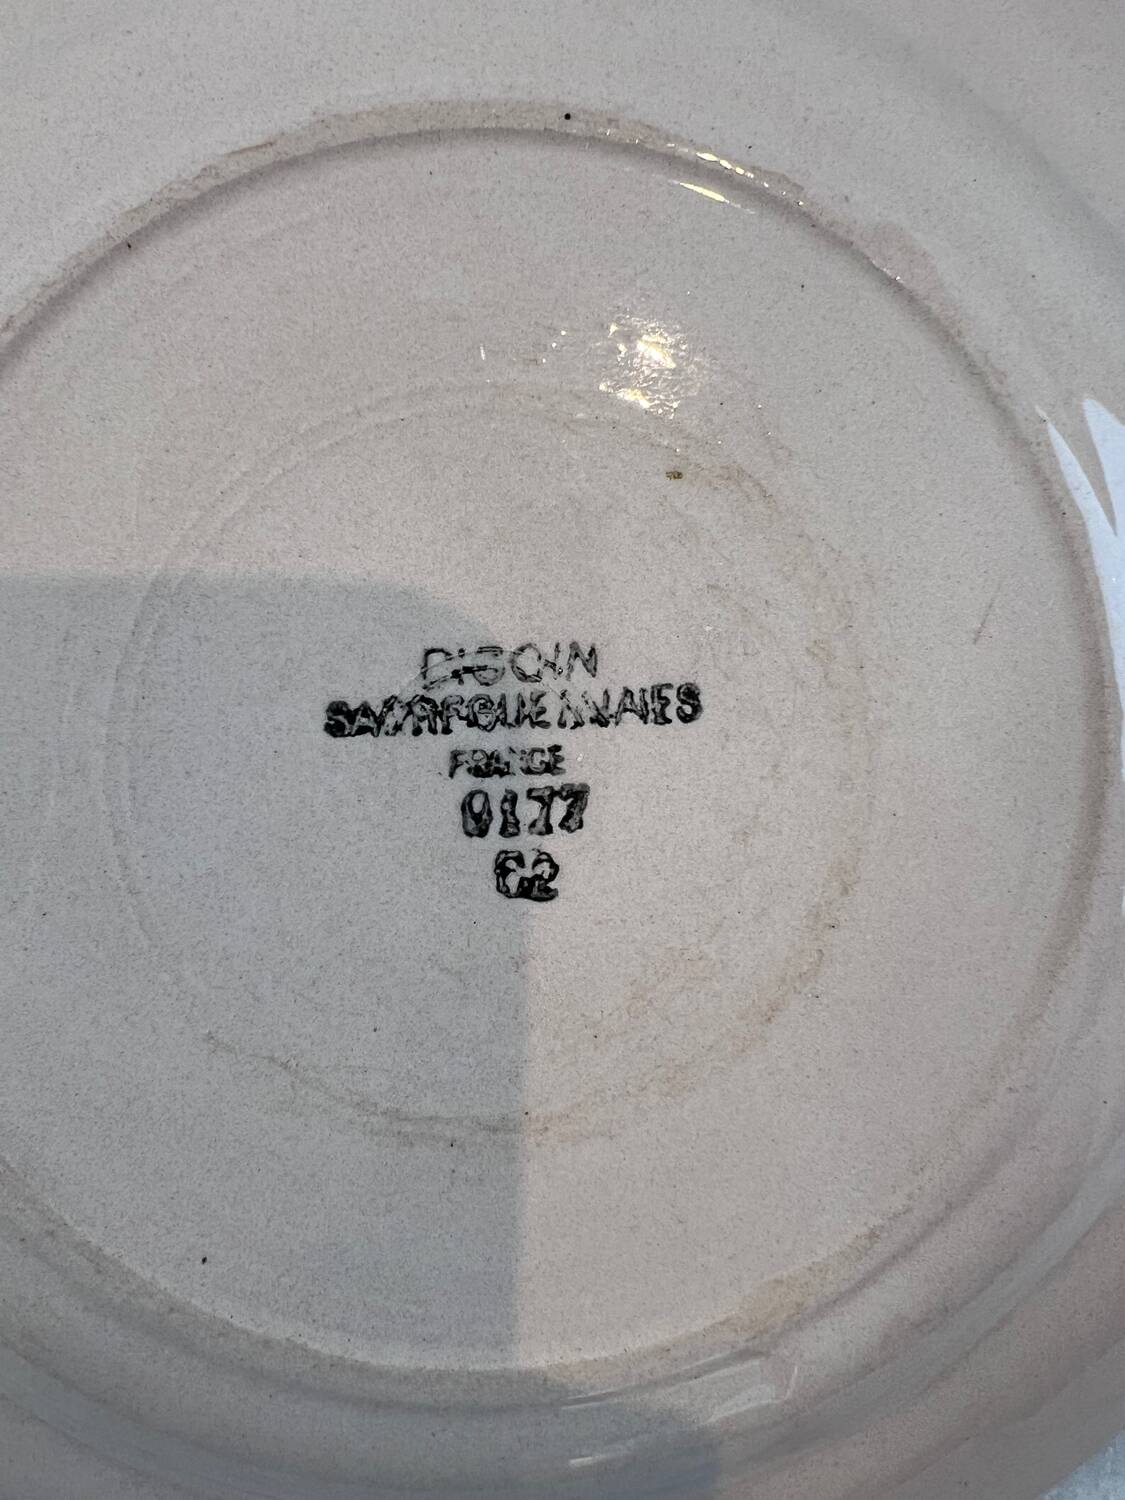 DIGOIN
SARREGUEMINES
FRANCE
0177
62